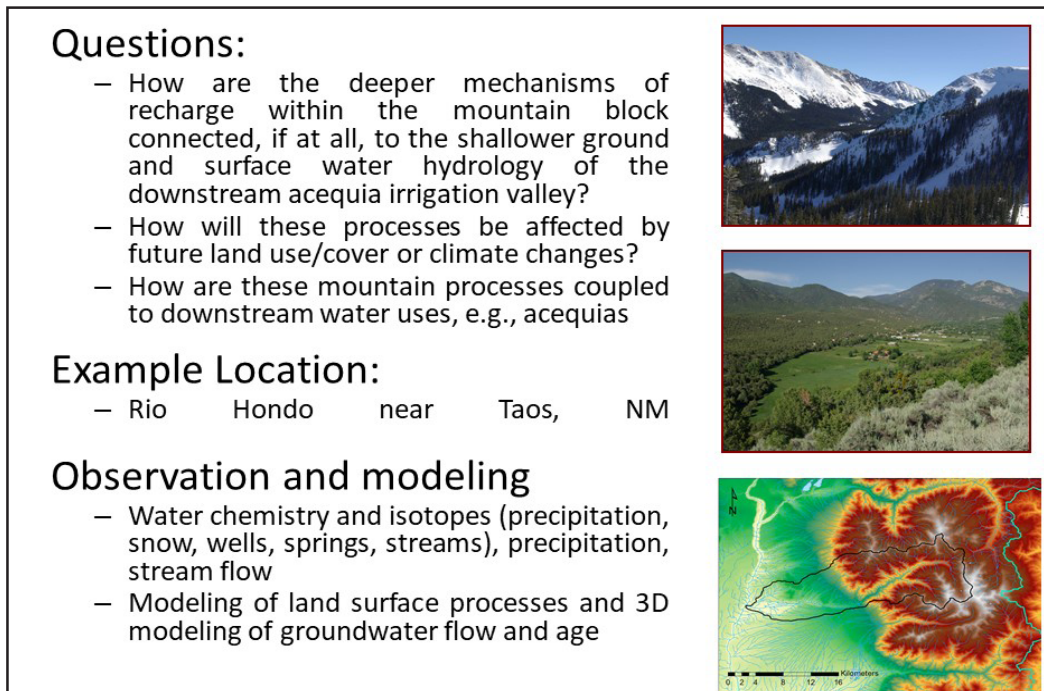 Questions:
– How are the deeper mechanisms of
recharge within the mountain block
connected, if at all, to the shallower ground
and surface water hydrology of the
downstream acequia irrigation valley?
– How will these processes be affected by
future land use/cover or climate changes?
– How are these mountain processes coupled
to downstream water uses, e.g., acequias
Example Location:
– Rio Hondo near Taos, NM
Observation and modeling
– Water chemistry and isotopes (precipitation,
snow, wells, springs, streams), precipitation,
stream flow
– Modeling of land surface processes and 3D
modeling of groundwater flow and age
N
Kilometers
0 2 4 8 12 16